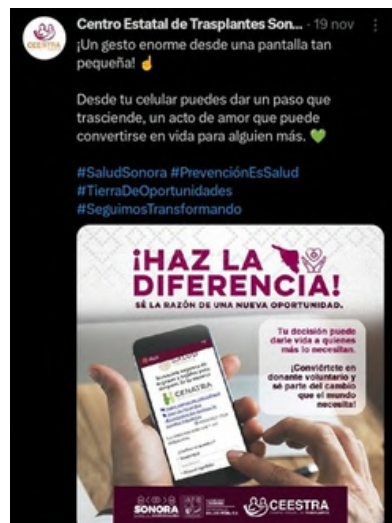 Centro Estatal de Trasplantes Son... · 19 nov
¡Un gesto enorme desde una pantalla tan
pequeña! ☝️
Desde tu celular puedes dar un paso que
trasciende, un acto de amor que puede
convertirse en vida para alguien más. 💚
#SaludSonora #PrevenciónEsSalud
#TierraDeOportunidades
#SeguimosTransformando
¡HAZ LA
DIFERENCIA!
SÉ LA RAZÓN DE UNA NUEVA OPORTUNIDAD.
Tu decisión puede
darle vida a quienes
más lo necesitan.
¡Conviértete en
donante voluntario y
sé parte del cambio
que el mundo
necesita!
CENATRA
SONORA
CEESTRA